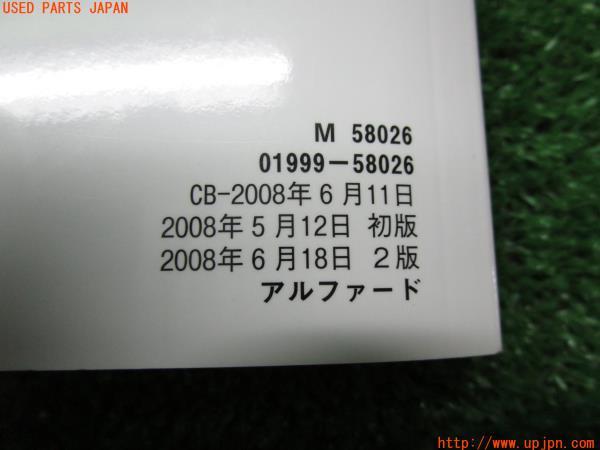 USED PARTS JAPAN
M 58026
01999-58026
CB-2008年6月11日
2008年5月12日 初版
2008年6月18日 2版
アルファード
http://www.upjpn.com/